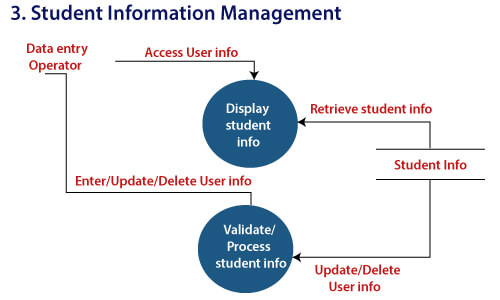 3. Student Information Management
Data entry
Operator
Access User info
Display
student
info
Retrieve student info
Student Info
Enter/Update/Delete User info
Validate/
Process
student info
Update/Delete
User info